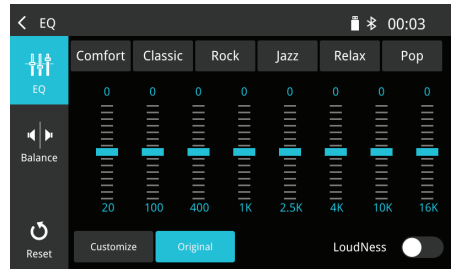 EQ 00:03
Comfort Classic Rock Jazz Relax Pop
EQ
0 0 0 0 0 0 0 0
Balance
20 100 400 1K 2.5K 4K 10K 16K
Reset
Customize Original LoudNess